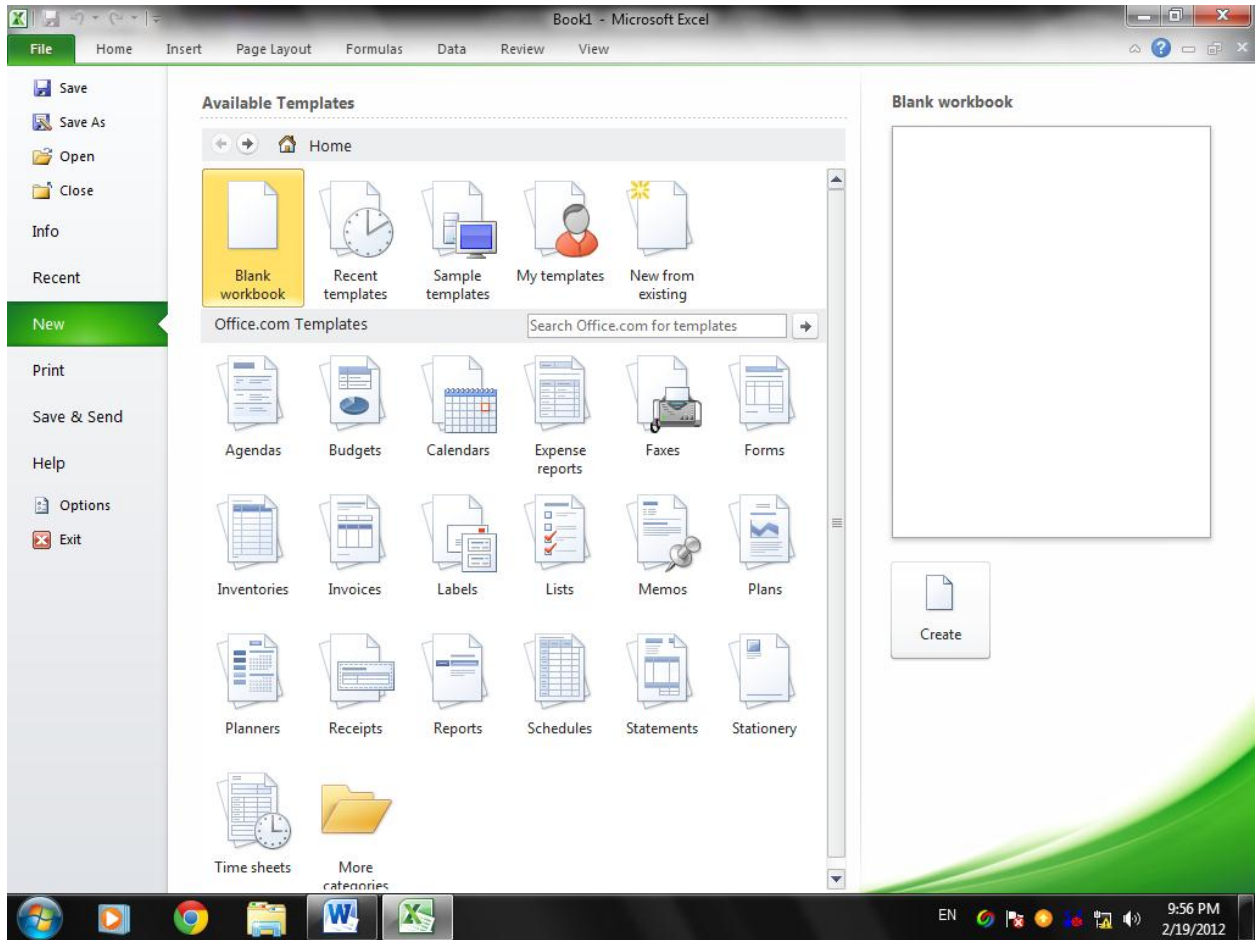 Book1 - Microsoft Excel
File Home Insert Page Layout Formulas Data Review View
Save
Save As
Open
Close
Info
Recent
New
Print
Save & Send
Help
Options
Exit
Available Templates
Home
Blank workbook
Recent templates
Sample templates
My templates
New from existing
Office.com Templates
Search Office.com for templates
Agendas
Budgets
Calendars
Expense reports
Faxes
Forms
Inventories
Invoices
Labels
Lists
Memos
Plans
Planners
Receipts
Reports
Schedules
Statements
Stationery
Time sheets
More categories
Blank workbook
Create
EN
9:56 PM
2/19/2012